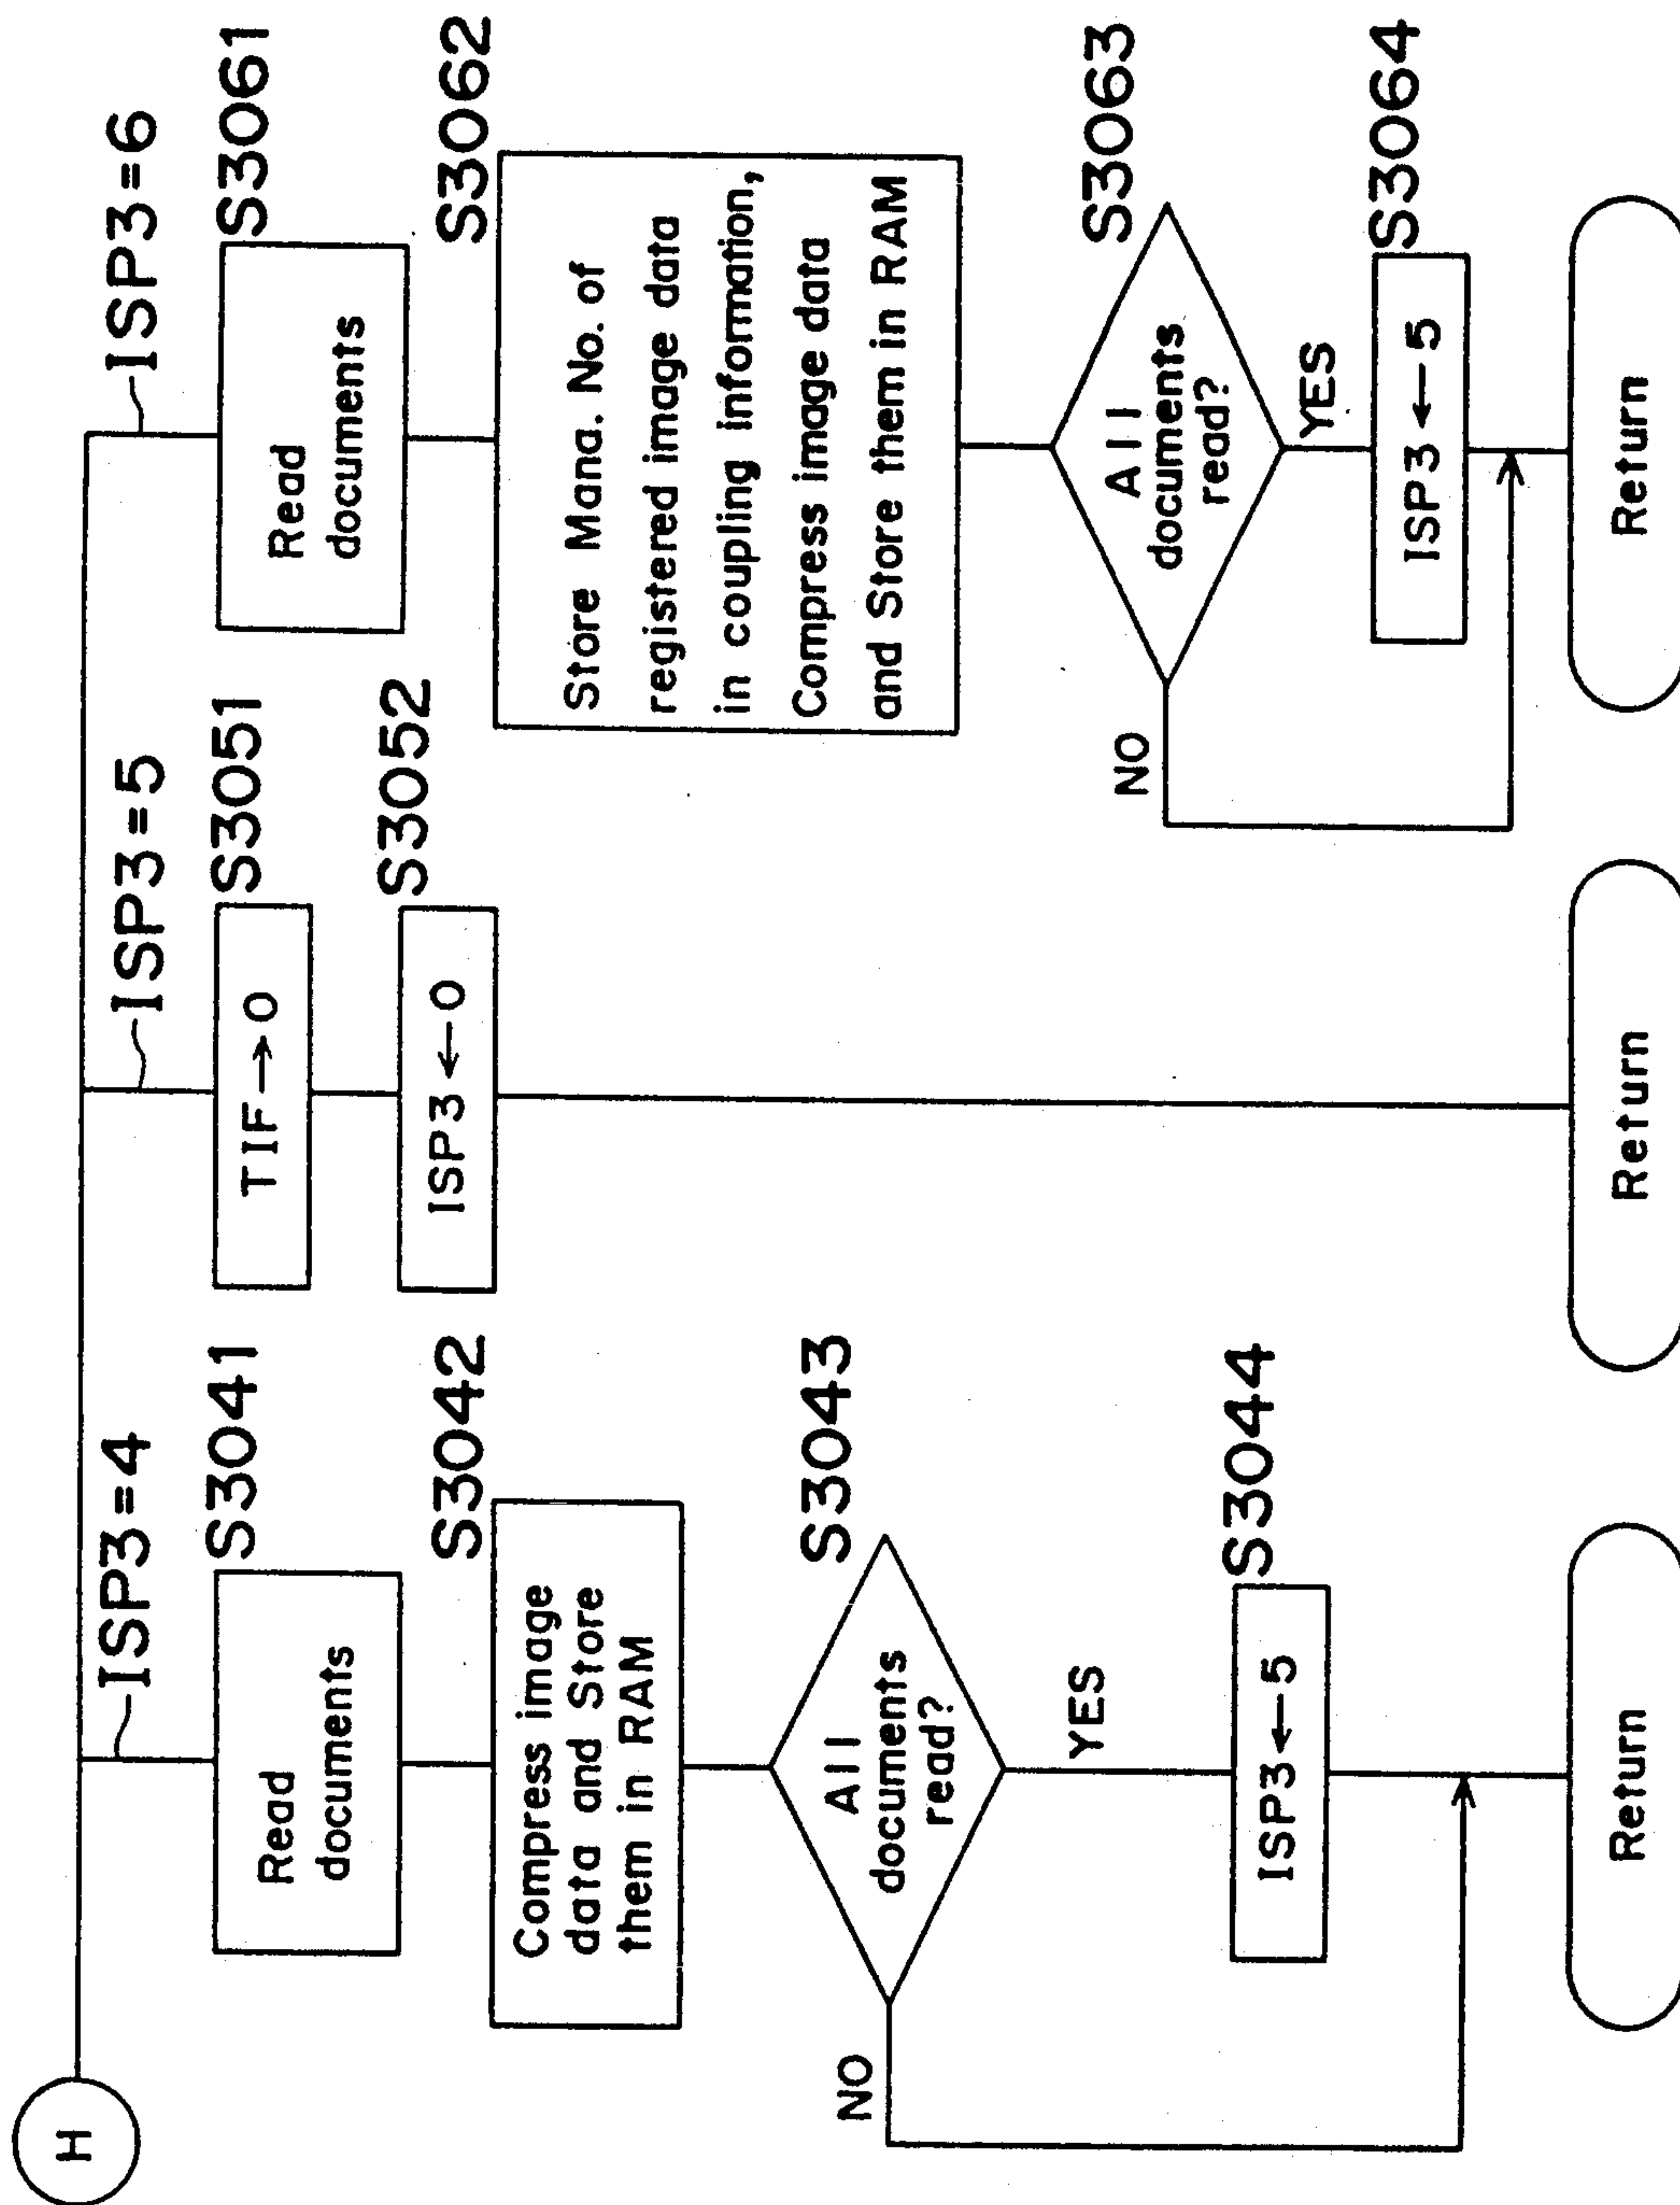 H
ISP3=4
S3041
Read
documents
S3042
Compress image
data and Store
them in RAM
S3043
All
documents
read?
NO
YES
S3044
ISP3←5
Return
ISP3=5
S3051
TIF→0
S3052
ISP3←0
Return
ISP3=6
S3061
Read
documents
S3062
Store Mana. No. of
registered image data
in coupling information,
Compress image data
and Store them in RAM
S3063
All
documents
read?
NO
YES
S3064
ISP3←5
Return